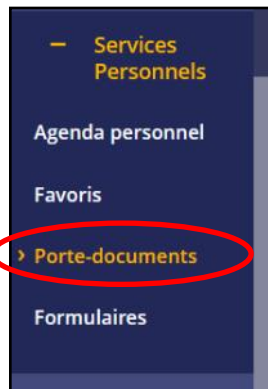 − Services
Personnels
Agenda personnel
Favoris
› Porte-documents
Formulaires